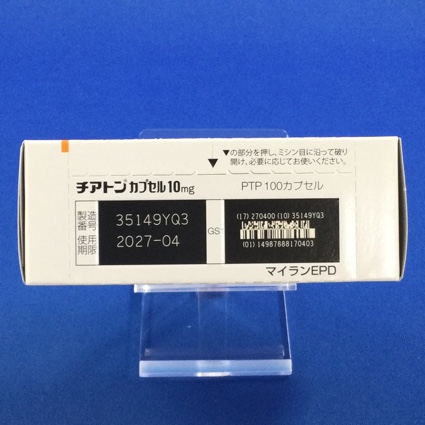 ▼の部分を押し、ミシン目に沿って破り
開け、必要に応じてお使いください。
チアトンカプセル10mg
PTP 100カプセル
製造番号 35149YQ3
使用期限 2027-04
GS1
(17) 270400 (10) 35149YQ3
(01) 14987888170403
マイランEPD